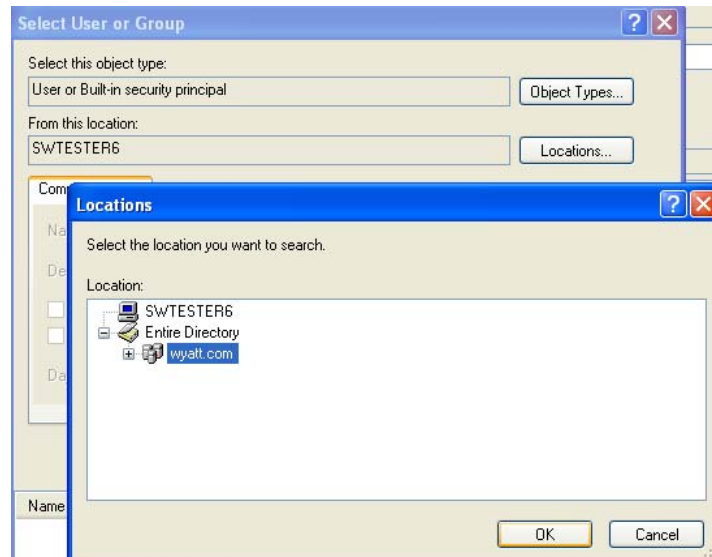 Select User or Group
Select this object type:
User or Built-in security principal
Object Types...
From this location:
SWTESTER6
Locations...
Locations
Select the location you want to search.
Location:
SWTESTER6
Entire Directory
wyatt.com
Name
OK
Cancel